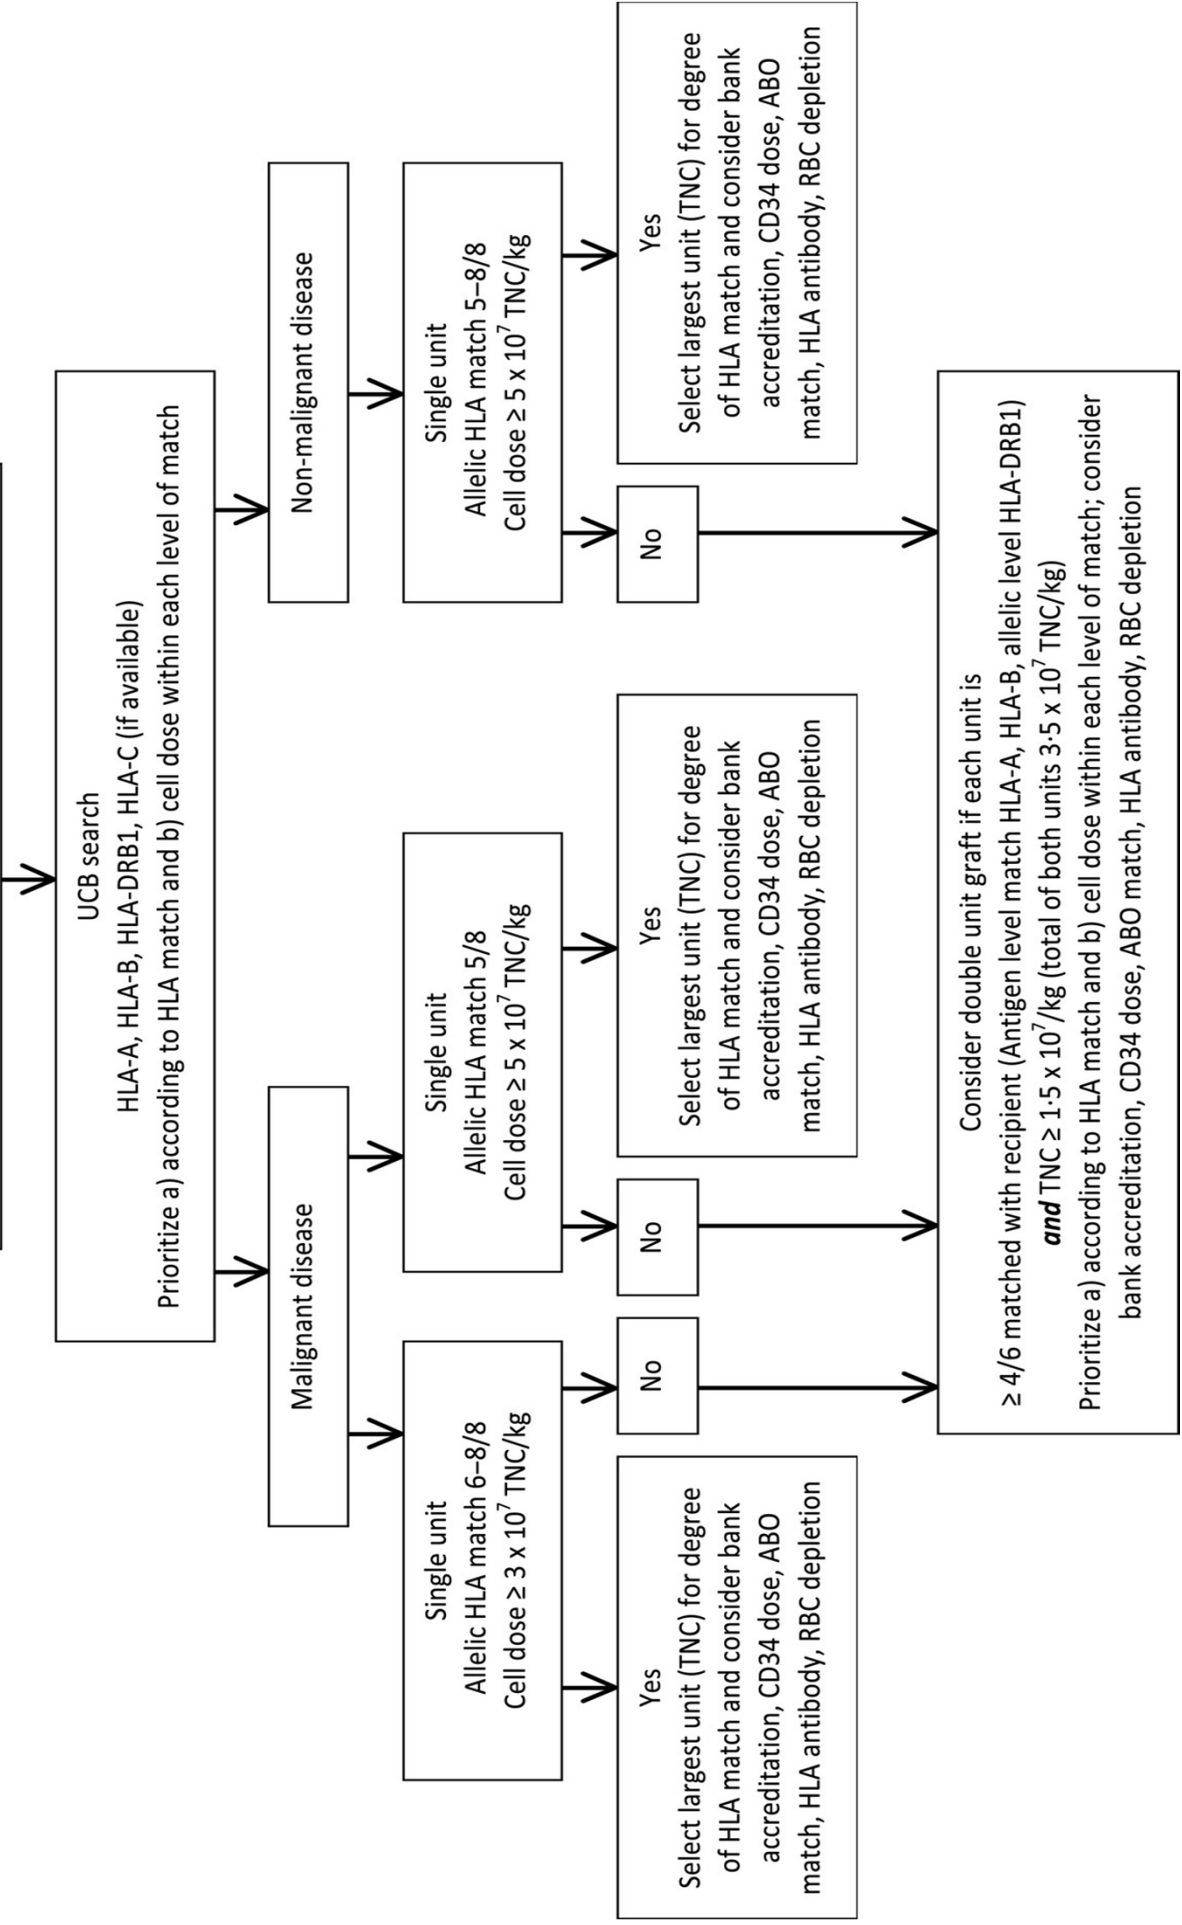 UCB search
HLA-A, HLA-B, HLA-DRB1, HLA-C (if available)
Prioritize a) according to HLA match and b) cell dose within each level of match
Malignant disease
Non-malignant disease
Single unit
Allelic HLA match 6–8/8
Cell dose ≥ 3 x 10⁷ TNC/kg
Single unit
Allelic HLA match 5/8
Cell dose ≥ 5 x 10⁷ TNC/kg
Single unit
Allelic HLA match 5–8/8
Cell dose ≥ 5 x 10⁷ TNC/kg
Yes
Select largest unit (TNC) for degree
of HLA match and consider bank
accreditation, CD34 dose, ABO
match, HLA antibody, RBC depletion
No
No
Yes
Select largest unit (TNC) for degree
of HLA match and consider bank
accreditation, CD34 dose, ABO
match, HLA antibody, RBC depletion
No
Yes
Select largest unit (TNC) for degree
of HLA match and consider bank
accreditation, CD34 dose, ABO
match, HLA antibody, RBC depletion
Consider double unit graft if each unit is
≥ 4/6 matched with recipient (Antigen level match HLA-A, HLA-B, allelic level HLA-DRB1)
and TNC ≥ 1·5 x 10⁷/kg (total of both units 3·5 x 10⁷ TNC/kg)
Prioritize a) according to HLA match and b) cell dose within each level of match; consider
bank accreditation, CD34 dose, ABO match, HLA antibody, RBC depletion